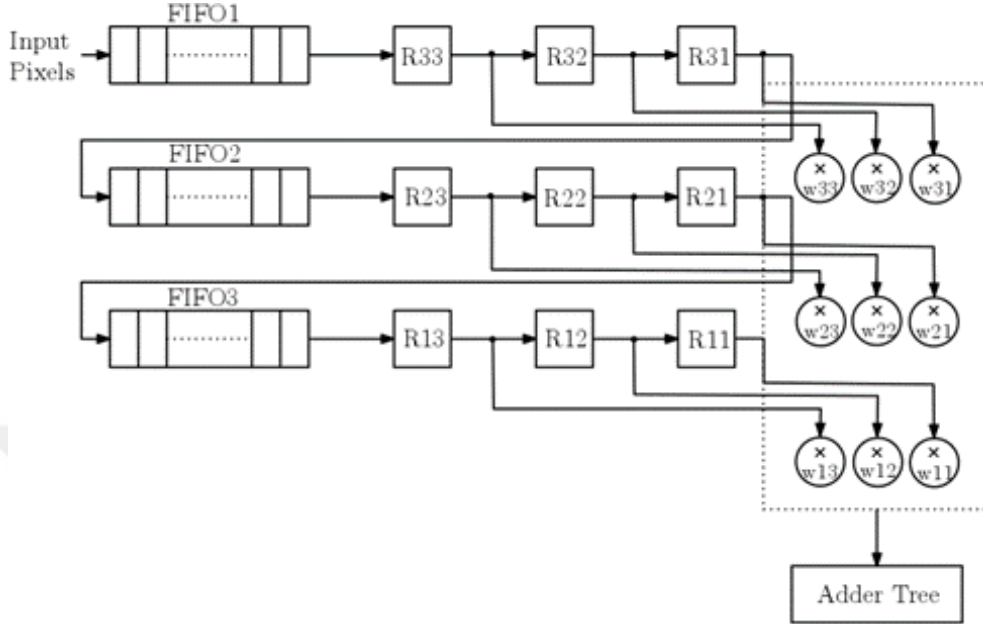 FIFO1
Input
Pixels
R33
R32
R31
×
w33
×
w32
×
w31
FIFO2
R23
R22
R21
×
w23
×
w22
×
w21
FIFO3
R13
R12
R11
×
w13
×
w12
×
w11
Adder Tree